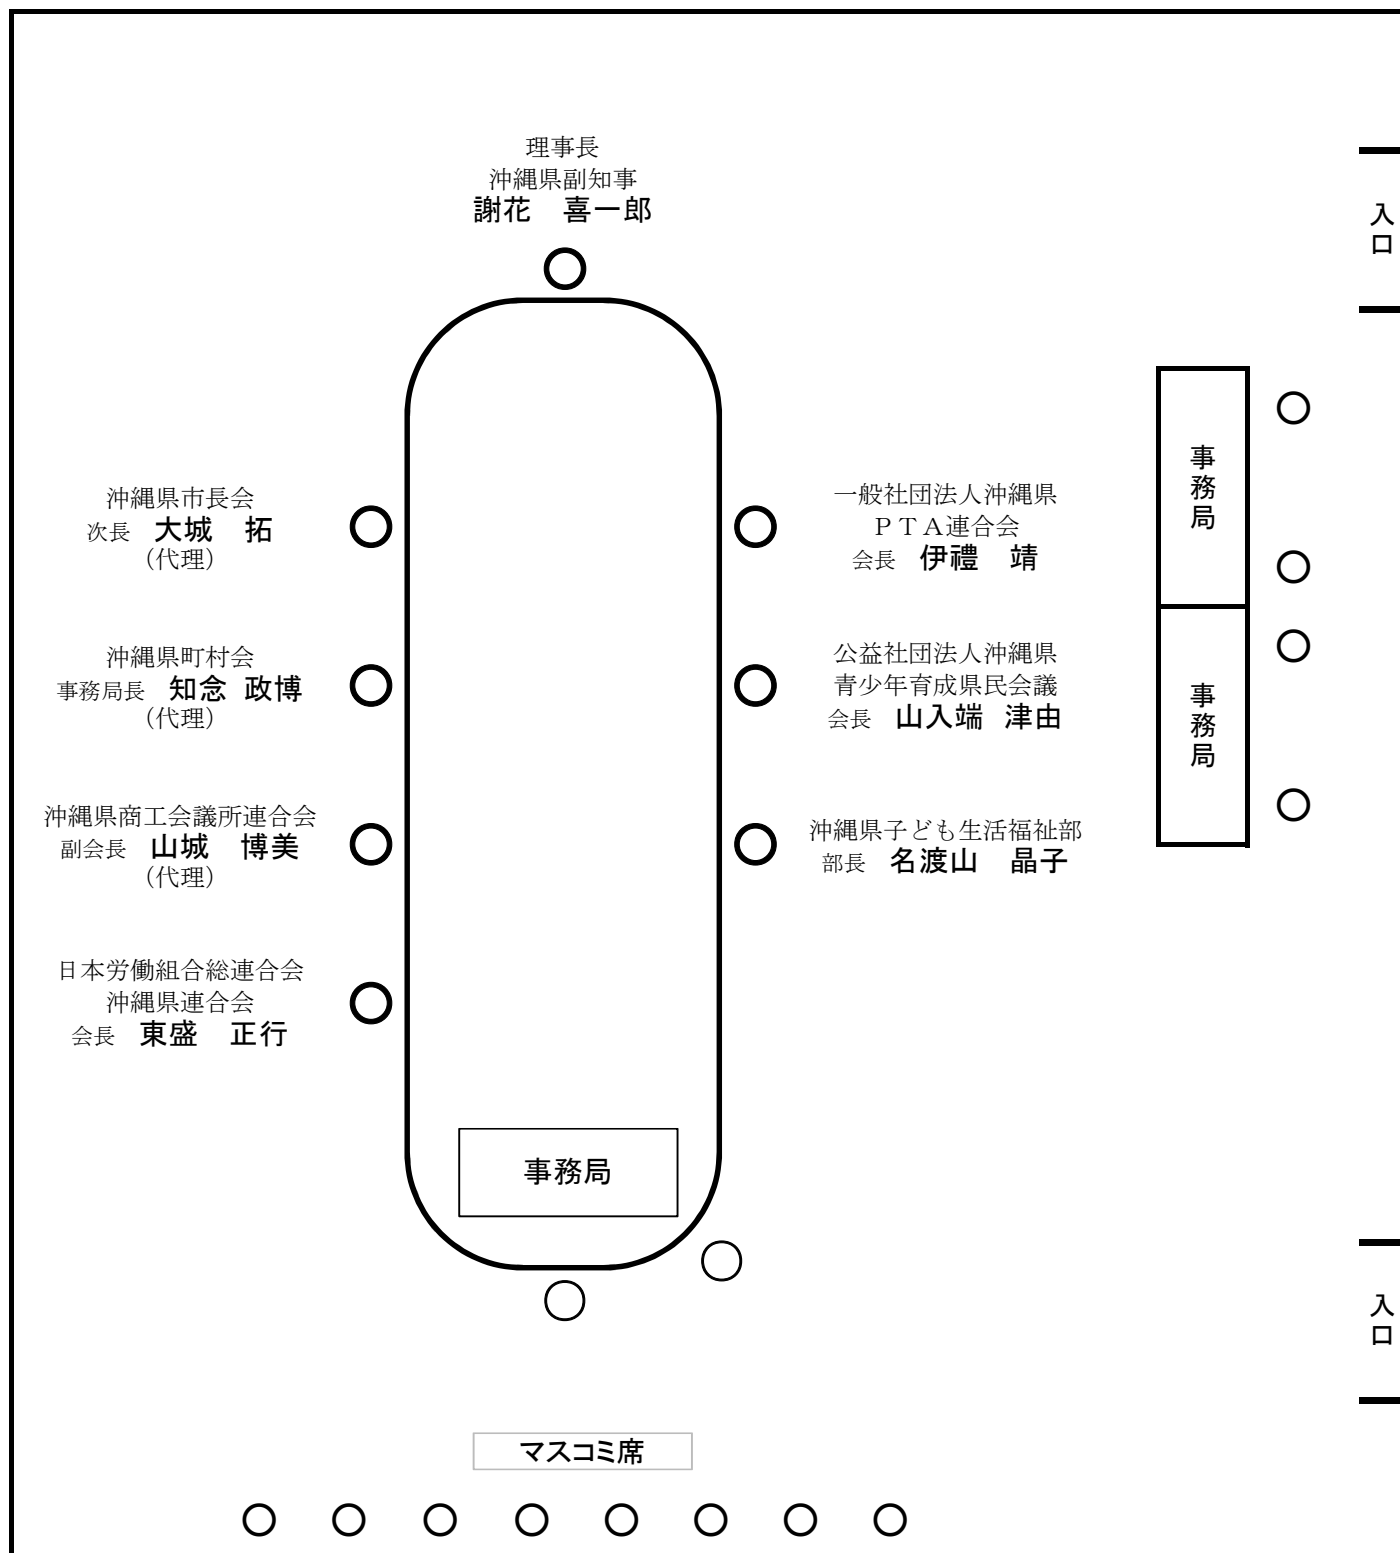 理事長
沖縄県副知事
謝花　喜一郎
入口
沖縄県市長会
次長　大城　拓
（代理）
沖縄県町村会
事務局長　知念 政博
（代理）
沖縄県商工会議所連合会
副会長　山城　博美
（代理）
日本労働組合総連合会
沖縄県連合会
会長　東盛　正行
一般社団法人沖縄県
ＰＴＡ連合会
会長　伊禮　靖
公益社団法人沖縄県
青少年育成県民会議
会長　山入端　津由
沖縄県子ども生活福祉部
部長　名渡山　晶子
事務局
事務局
事務局
入口
マスコミ席